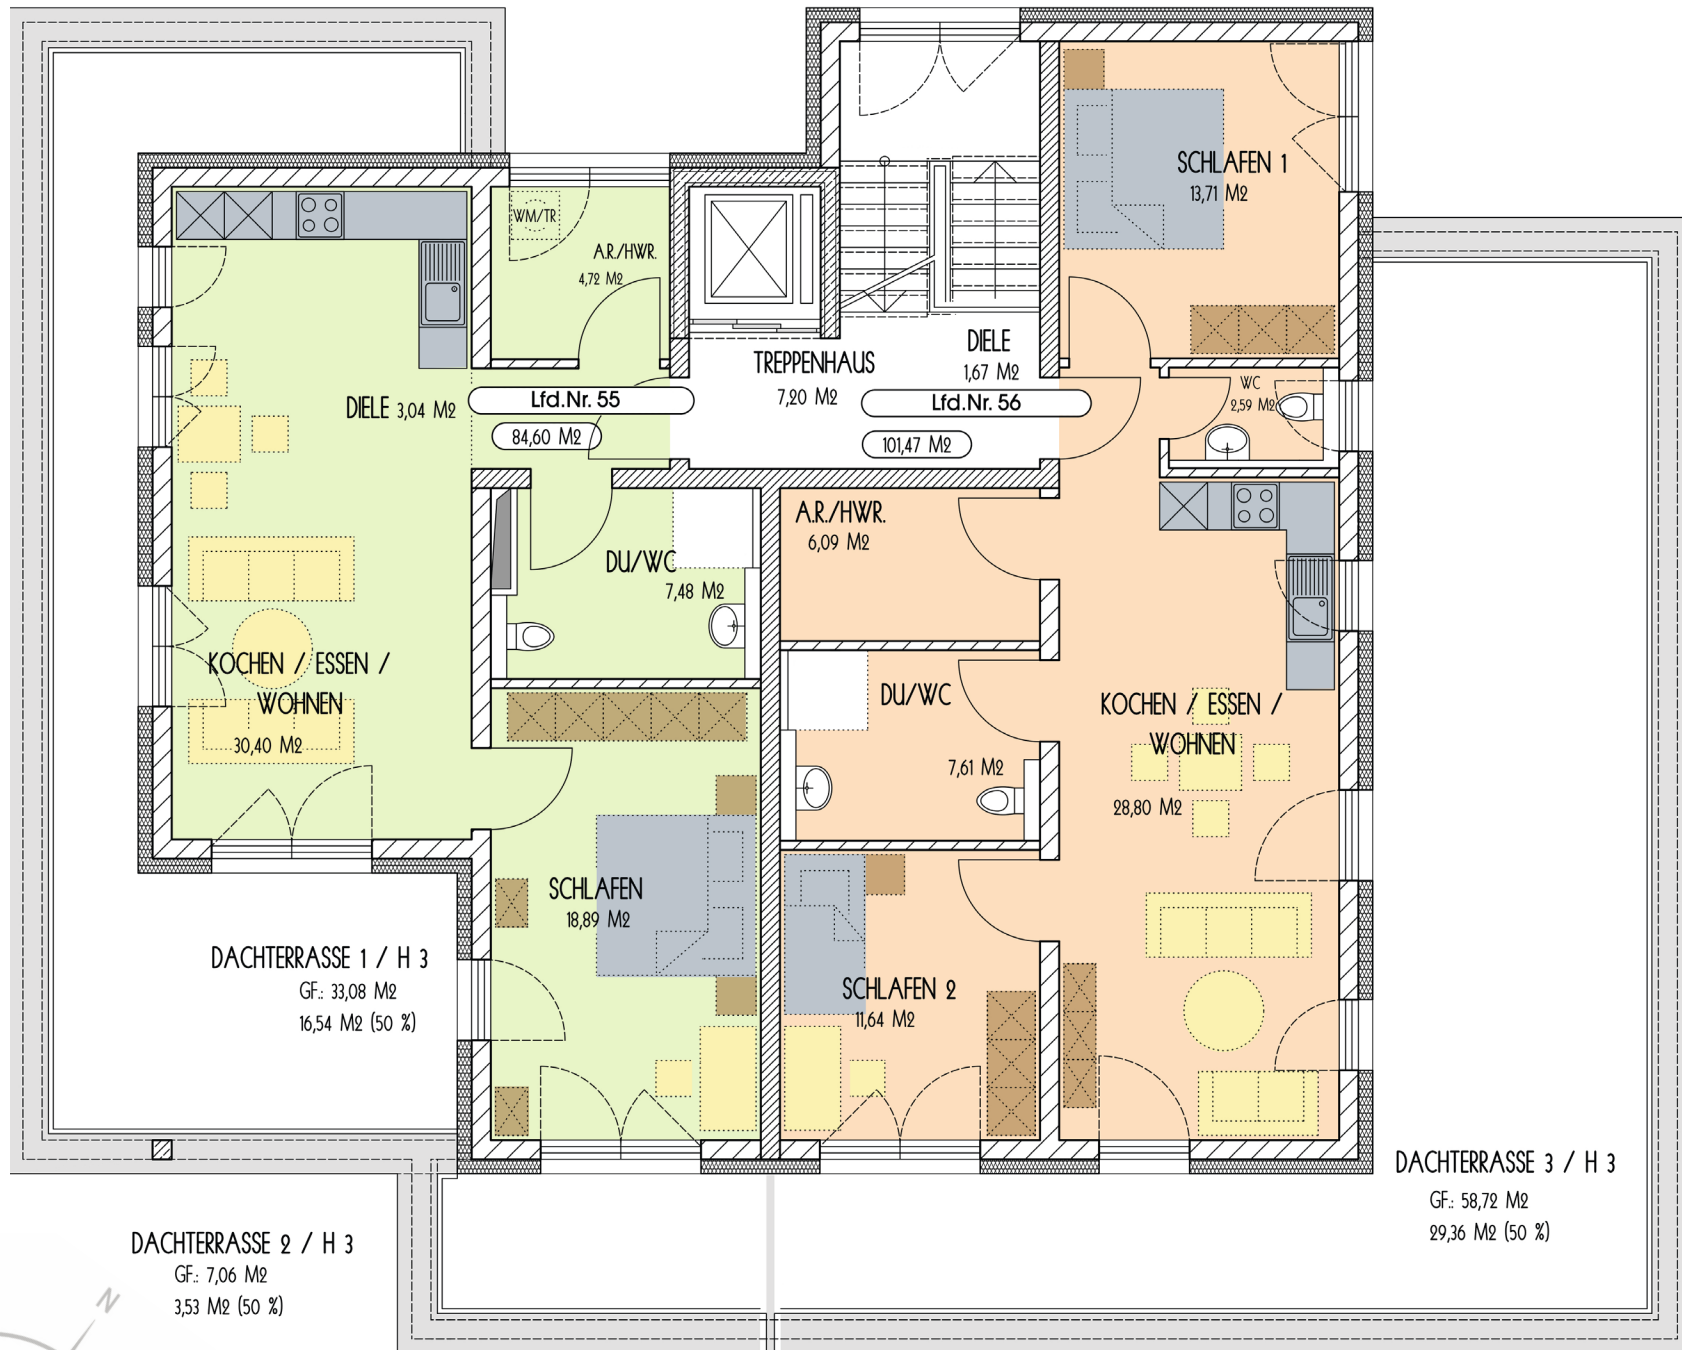 SCHLAFEN 1
13,71 M2
WM/TR
A.R./HWR.
4,72 M2
DIELE
1,67 M2
TREPPENHAUS
7,20 M2
WC
2,59 M2
DIELE 3,04 M2
Lfd.Nr. 55
84,60 M2
Lfd.Nr. 56
101,47 M2
A.R./HWR.
6,09 M2
DU/WC
7,48 M2
KOCHEN / ESSEN /
WOHNEN
30,40 M2
DU/WC
7,61 M2
KOCHEN / ESSEN /
WOHNEN
28,80 M2
SCHLAFEN
18,89 M2
SCHLAFEN 2
11,64 M2
DACHTERRASSE 1 / H 3
GF.: 33,08 M2
16,54 M2 (50 %)
DACHTERRASSE 3 / H 3
GF.: 58,72 M2
29,36 M2 (50 %)
DACHTERRASSE 2 / H 3
GF.: 7,06 M2
3,53 M2 (50 %)
N